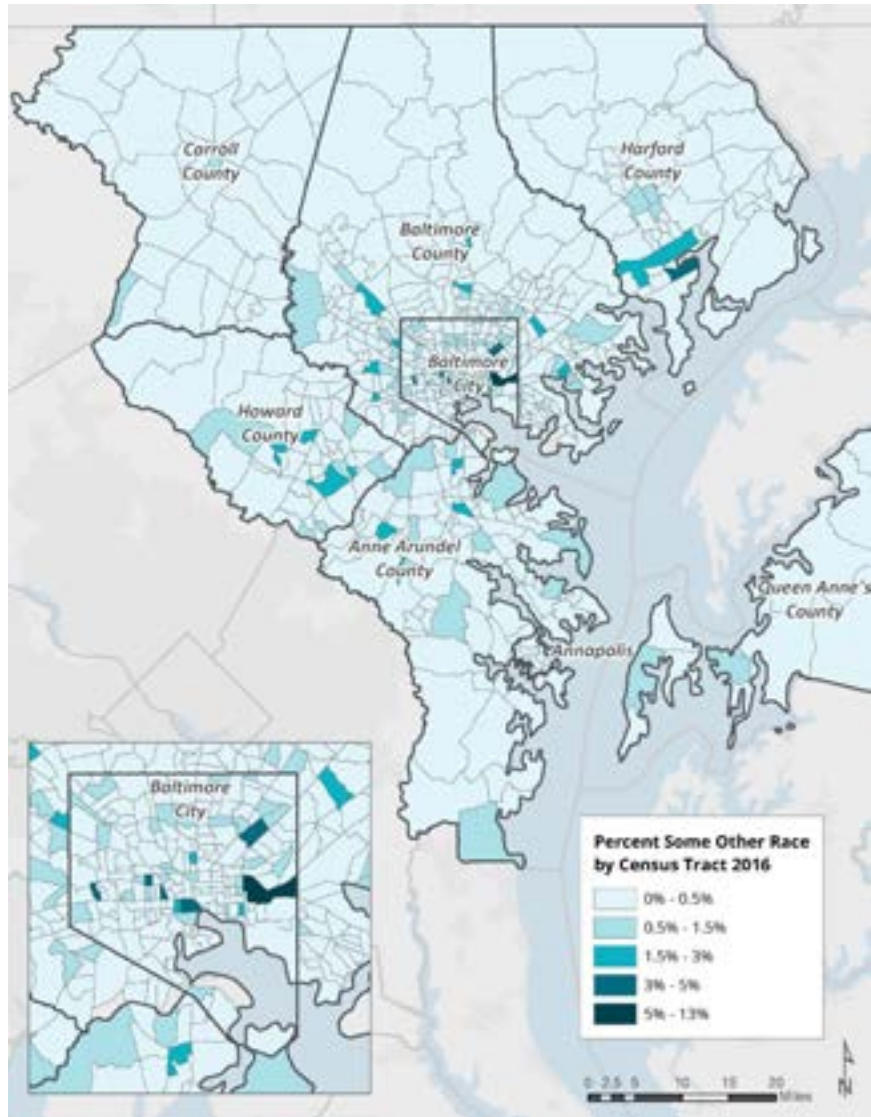 Carroll
County
Harford
County
Baltimore
County
Baltimore
City
Howard
County
Anne Arundel
County
Queen Anne's
County
Annapolis
Baltimore
City
Percent Some Other Race
by Census Tract 2016
0% - 0.5%
0.5% - 1.5%
1.5% - 3%
3% - 5%
5% - 13%
N
0 2.5 5 10 15 20
Miles